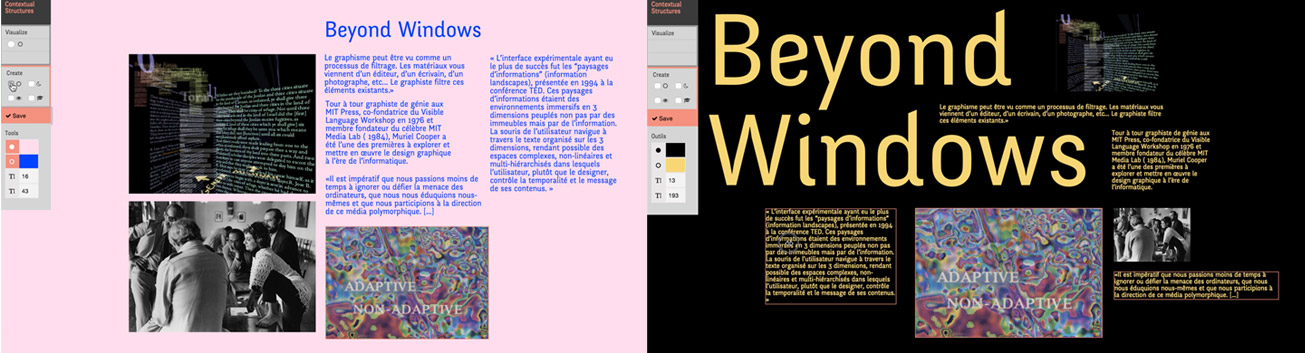 Contextual
Structures
Visualize
Create
Save
Tools
16
43
Beyond Windows
Torah
Le graphisme peut être vu comme un
processus de filtrage. Les matériaux vous
viennent d'un éditeur, d'un écrivain, d'un
photographe, etc... Le graphiste filtre ces
éléments existants.»
Tour à tour graphiste de génie aux
MIT Press, co-fondatrice du Visible
Language Workshop en 1976 et
membre fondateur du célèbre MIT
Media Lab ( 1984), Muriel Cooper a
été l'une des premières à explorer et
mettre en œuvre le design graphique
à l'ère de l'informatique.
«Il est impératif que nous passions moins de
temps à ignorer ou défier la menace des
ordinateurs, que nous nous éduquions nous-
mêmes et que nous participions à la direction
de ce média polymorphique. [...]
« L'interface expérimentale ayant eu
le plus de succès fut les "paysages
d'informations" (information
landscapes), présentée en 1994 à la
conférence TED. Ces paysages
d'informations étaient des
environnements immersifs en 3
dimensions peuplés non pas par des
immeubles mais par de l'information.
La souris de l'utilisateur navigue à
travers le texte organisé sur les 3
dimensions, rendant possible des
espaces complexes, non-linéaires et
multi-hiérarchisés dans lesquels
l'utilisateur, plutôt que le designer,
contrôle la temporalité et le message
de ses contenus. »
ADAPTIVE
NON-ADAPTIVE
Contextual
Structures
Visualize
Create
Save
Outils
13
193
Beyond
Windows
Le graphisme peut être vu comme un processus de filtrage. Les matériaux vous
viennent d'un éditeur, d'un écrivain, d'un photographe, etc... Le graphiste filtre
ces éléments existants.»
Tour à tour graphiste de génie aux
MIT Press, co-fondatrice du Visible
Language Workshop en 1976 et
membre fondateur du célèbre MIT
Media Lab ( 1984), Muriel Cooper
a été l'une des premières à
explorer et mettre en œuvre le
design graphique à l'ère de
l'informatique.
« L'interface expérimentale ayant eu le plus
de succès fut les "paysages d'informations"
(information landscapes), présentée en 1994
à la conférence TED. Ces paysages
d'informations étaient des environnements
immersifs en 3 dimensions peuplés non pas
par des immeubles mais par de l'information.
La souris de l'utilisateur navigue à travers le
texte organisé sur les 3 dimensions, rendant
possible des espaces complexes, non-
linéaires et multi-hiérarchisés dans lesquels
l'utilisateur, plutôt que le designer, contrôle
la temporalité et le message de ses contenus.
»
ADAPTIVE
NON-ADAPTIVE
«Il est impératif que nous passions moins de temps à
ignorer ou défier la menace des ordinateurs, que nous
nous éduquions nous-mêmes et que nous participions à
la direction de ce média polymorphique. [...]